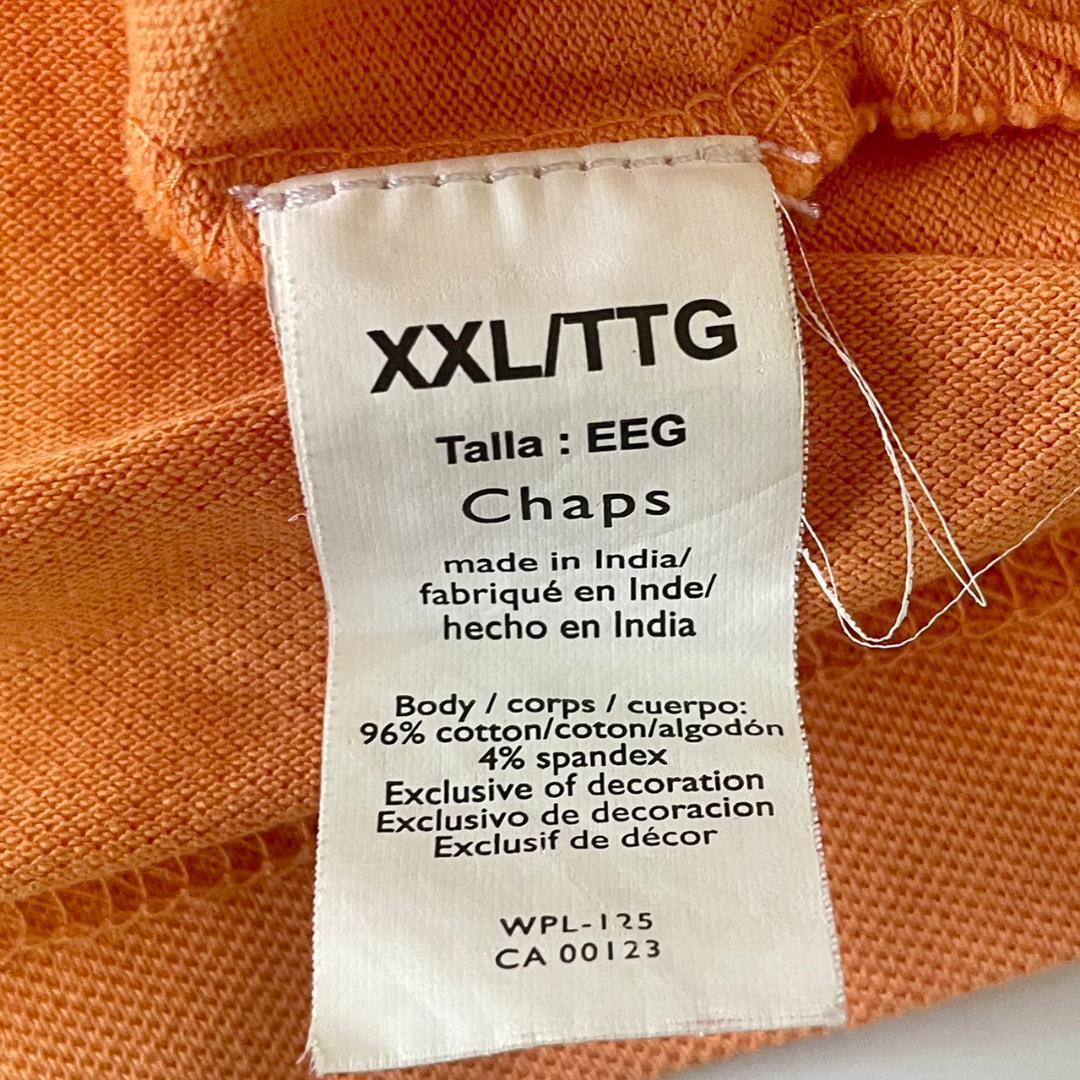 XXL/TTG
Talla : EEG
Chaps
made in India/
fabriqué en Inde/
hecho en India
Body / corps / cuerpo:
96% cotton/coton/algodón
4% spandex
Exclusive of decoration
Exclusivo de decoracion
Exclusif de décor
WPL-125
CA 00123